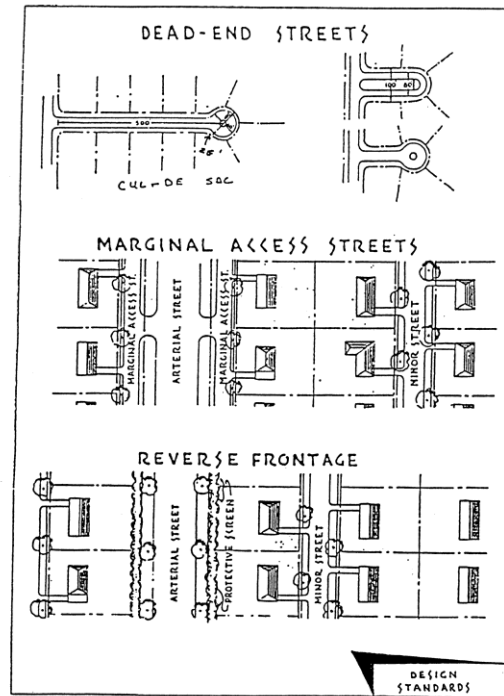 DEAD-END STREETS
500
100 80
CUL-DE SAC
MARGINAL ACCESS STREETS
MARGINAL ACCESS ST.
ARTERIAL STREET
MARGINAL ACCESS ST.
MINOR STREET
REVERSE FRONTAGE
ARTERIAL STREET
PROTECTIVE SCREEN
MINOR STREET
DESIGN
STANDARDS